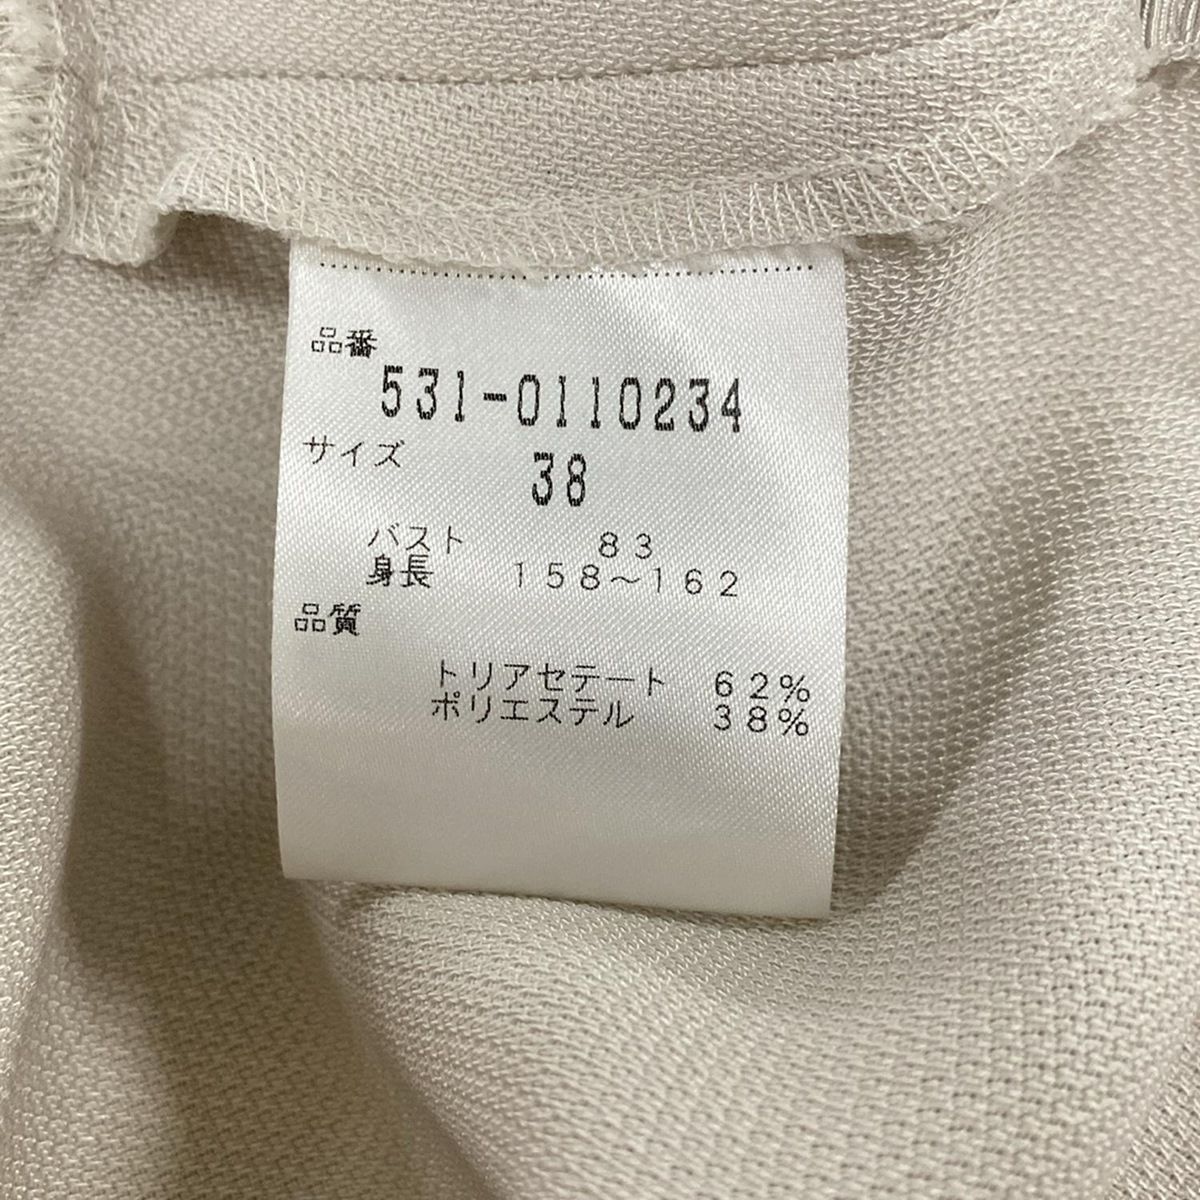 品番
531-0110234
サイズ 38
バスト 83
身長 158～162
品質
トリアセテート 62%
ポリエステル 38%